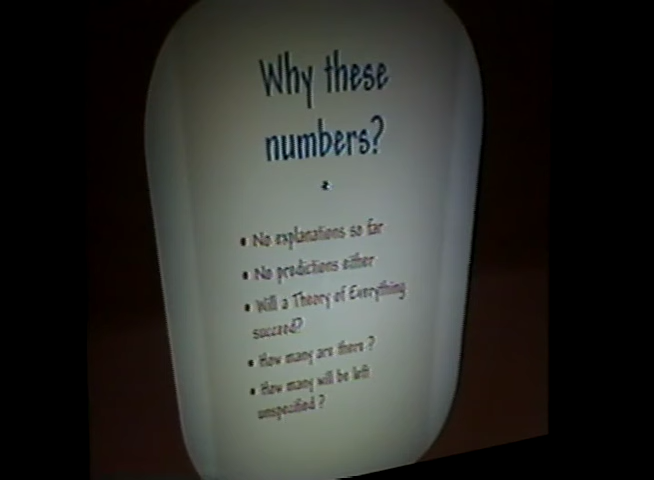 Why these
numbers?
• No explanations so far
• No predictions either
• Will a Theory of Everything
succeed?
• How many are there ?
• How many will be left
unspecified ?